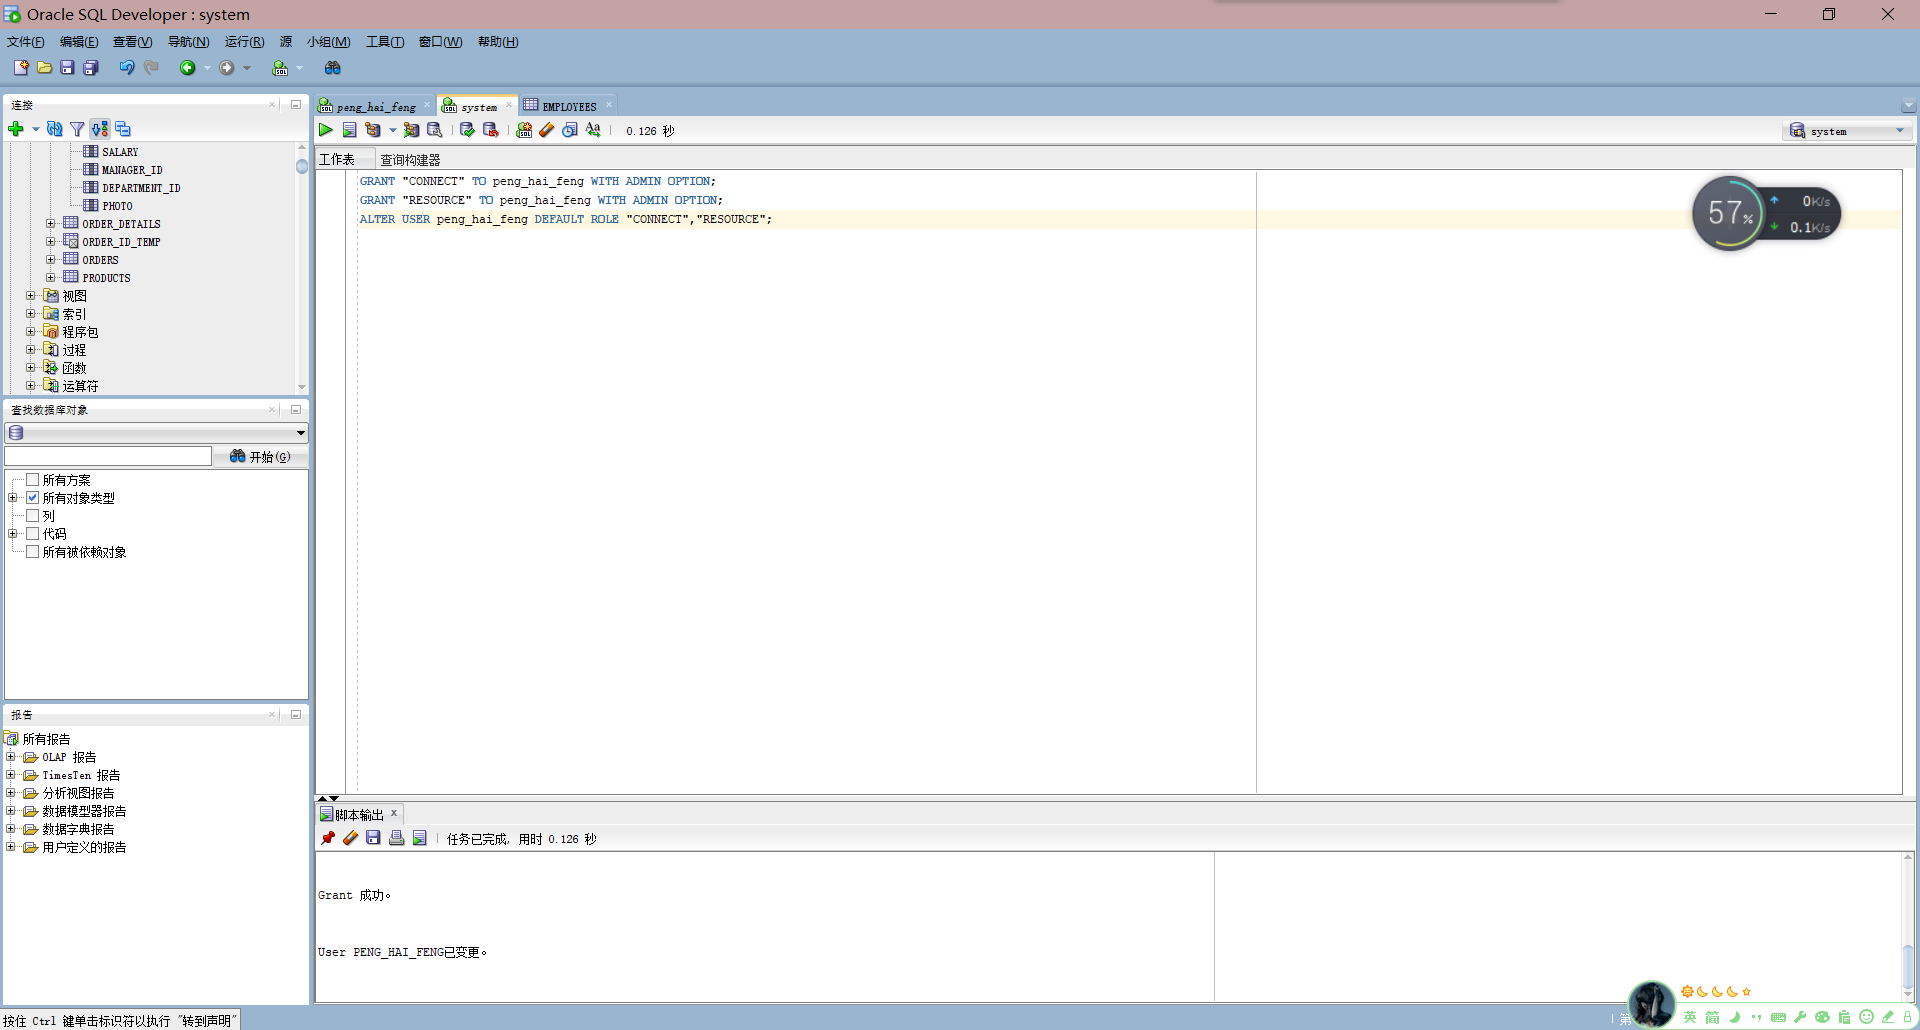 Oracle SQL Developer : system
文件(F) 编辑(E) 查看(V) 导航(N) 运行(R) 源 小组(M) 工具(T) 窗口(W) 帮助(H)
连接
SALARY
MANAGER_ID
DEPARTMENT_ID
PHOTO
ORDER_DETAILS
ORDER_ID_TEMP
ORDERS
PRODUCTS
视图
索引
程序包
过程
函数
运算符
查找数据库对象
开始(G)
所有方案
所有对象类型
列
代码
所有被依赖对象
报告
所有报告
OLAP 报告
TimesTen 报告
分析视图报告
数据模型器报告
数据字典报告
用户定义的报告
peng_hai_feng system EMPLOYEES
0.126 秒
system
工作表 查询构建器
GRANT "CONNECT" TO peng_hai_feng WITH ADMIN OPTION;
GRANT "RESOURCE" TO peng_hai_feng WITH ADMIN OPTION;
ALTER USER peng_hai_feng DEFAULT ROLE "CONNECT","RESOURCE";
57%
0K/s
0.1K/s
脚本输出
任务已完成, 用时 0.126 秒
Grant 成功。
User PENG_HAI_FENG已变更。
按住 Ctrl 键单击标识符以执行 "转到声明"
第
英 简